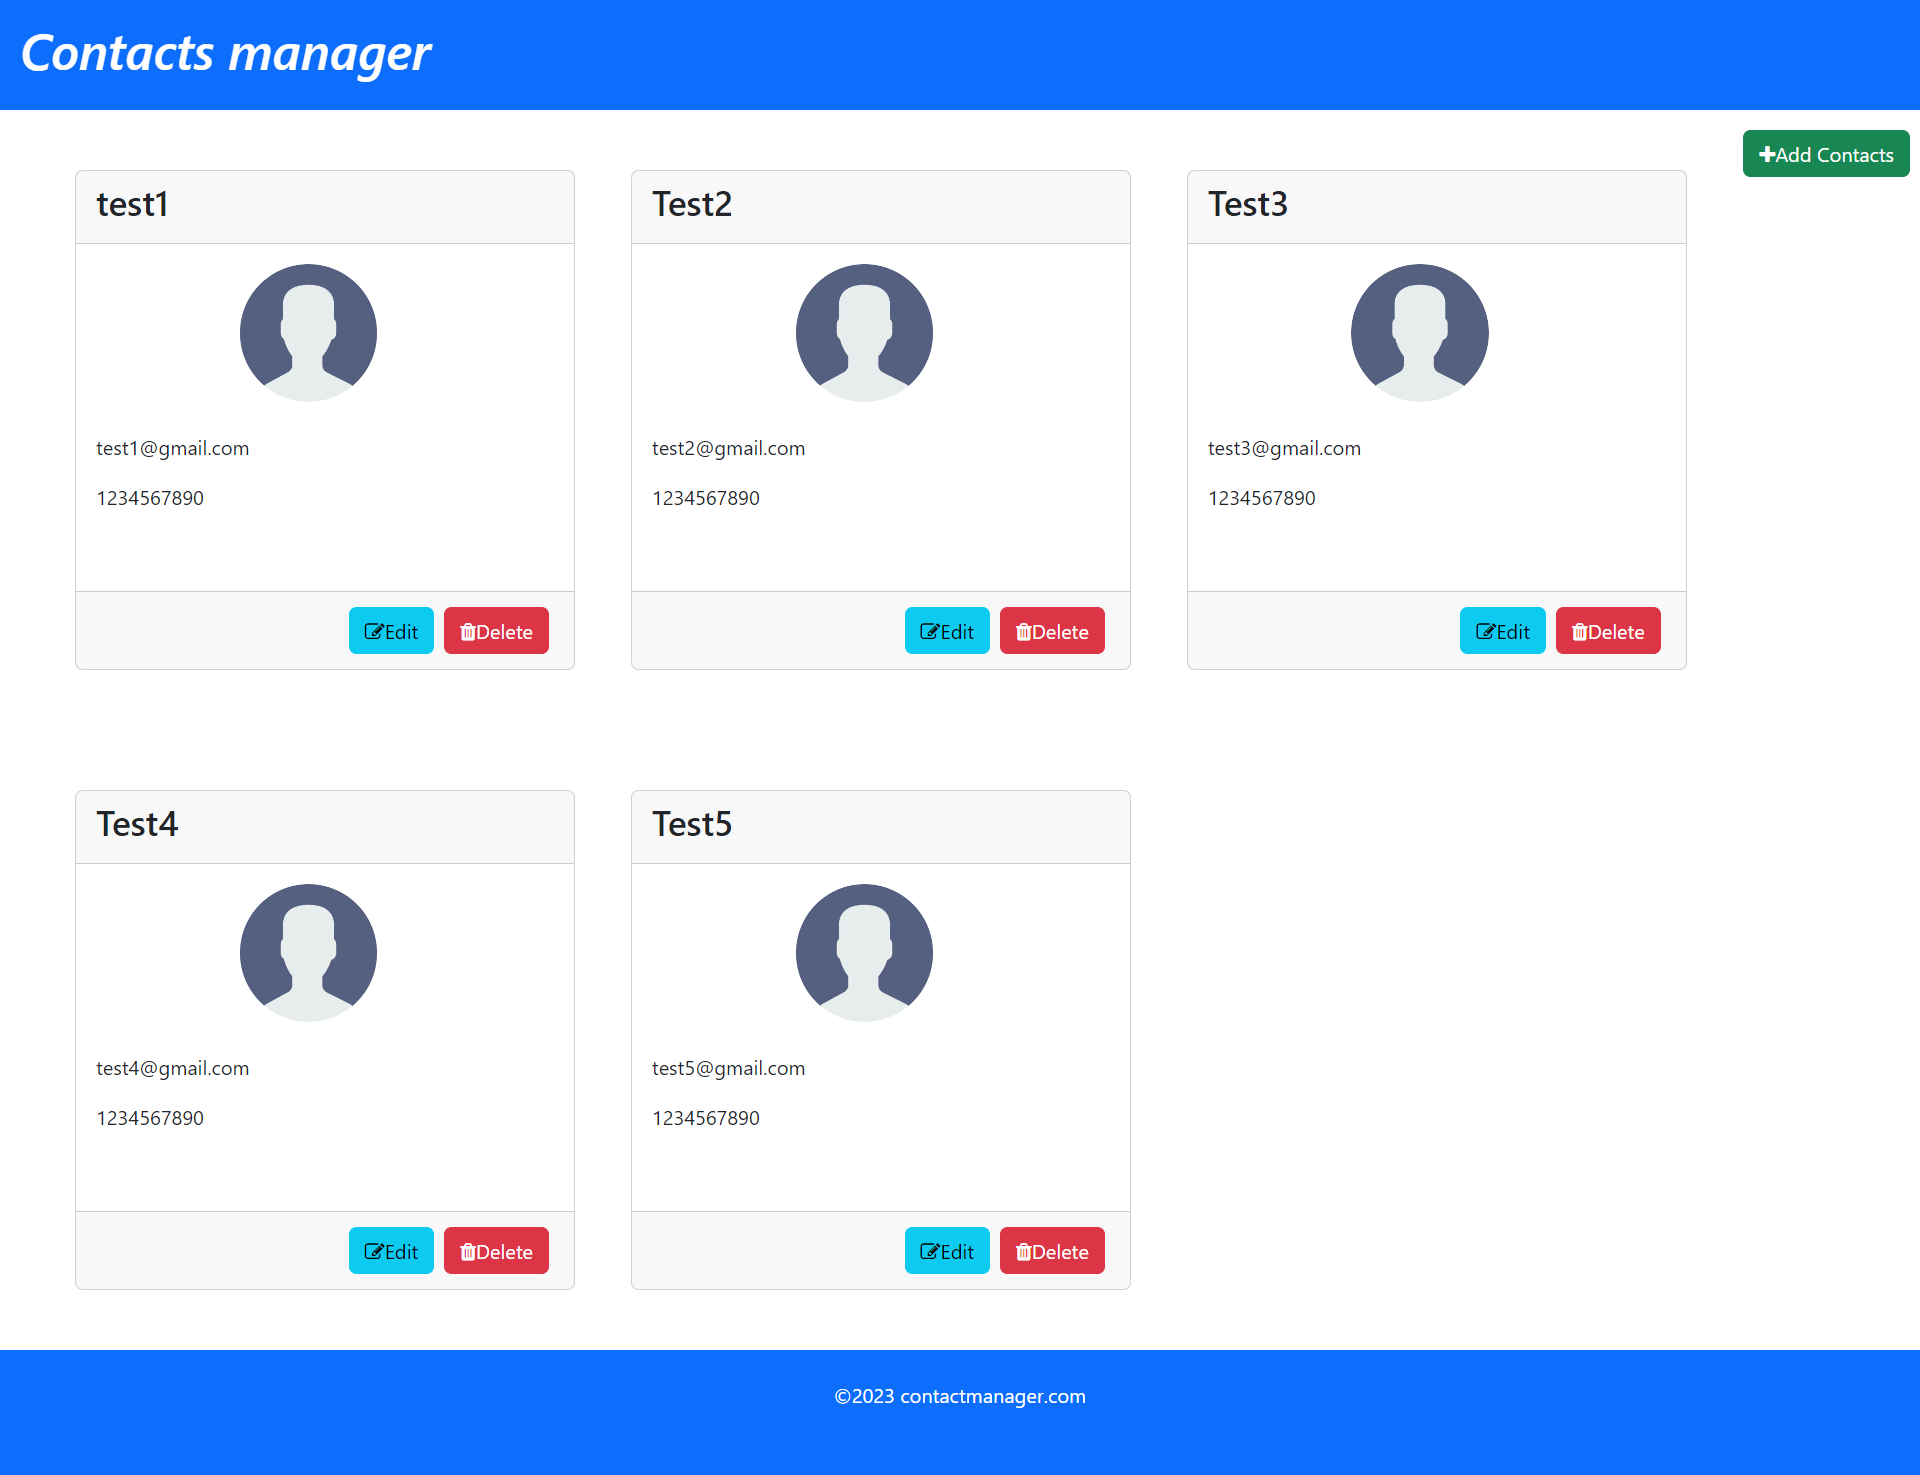 Contacts manager
Add Contacts
test1
test1@gmail.com
1234567890
Edit Delete
Test2
test2@gmail.com
1234567890
Edit Delete
Test3
test3@gmail.com
1234567890
Edit Delete
Test4
test4@gmail.com
1234567890
Edit Delete
Test5
test5@gmail.com
1234567890
Edit Delete
©2023 contactmanager.com